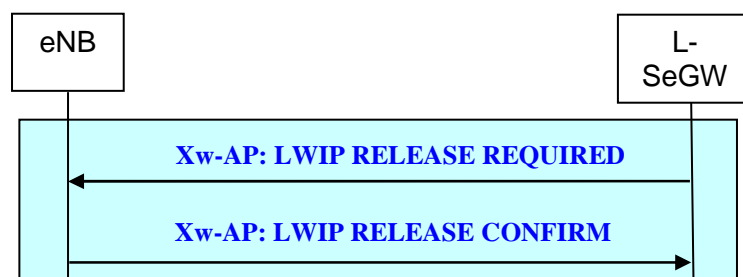 eNB
L-
SeGW
Xw-AP: LWIP RELEASE REQUIRED
Xw-AP: LWIP RELEASE CONFIRM